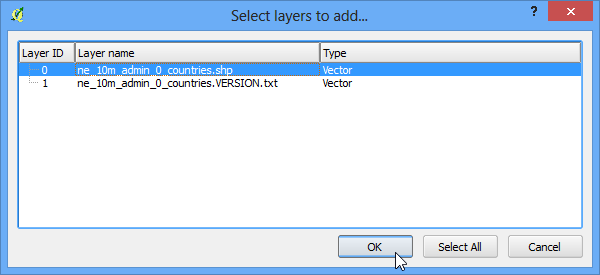 Select layers to add...
? ×
Layer ID Layer name Type
0 ne_10m_admin_0_countries.shp Vector
1 ne_10m_admin_0_countries.VERSION.txt Vector
OK Select All Cancel